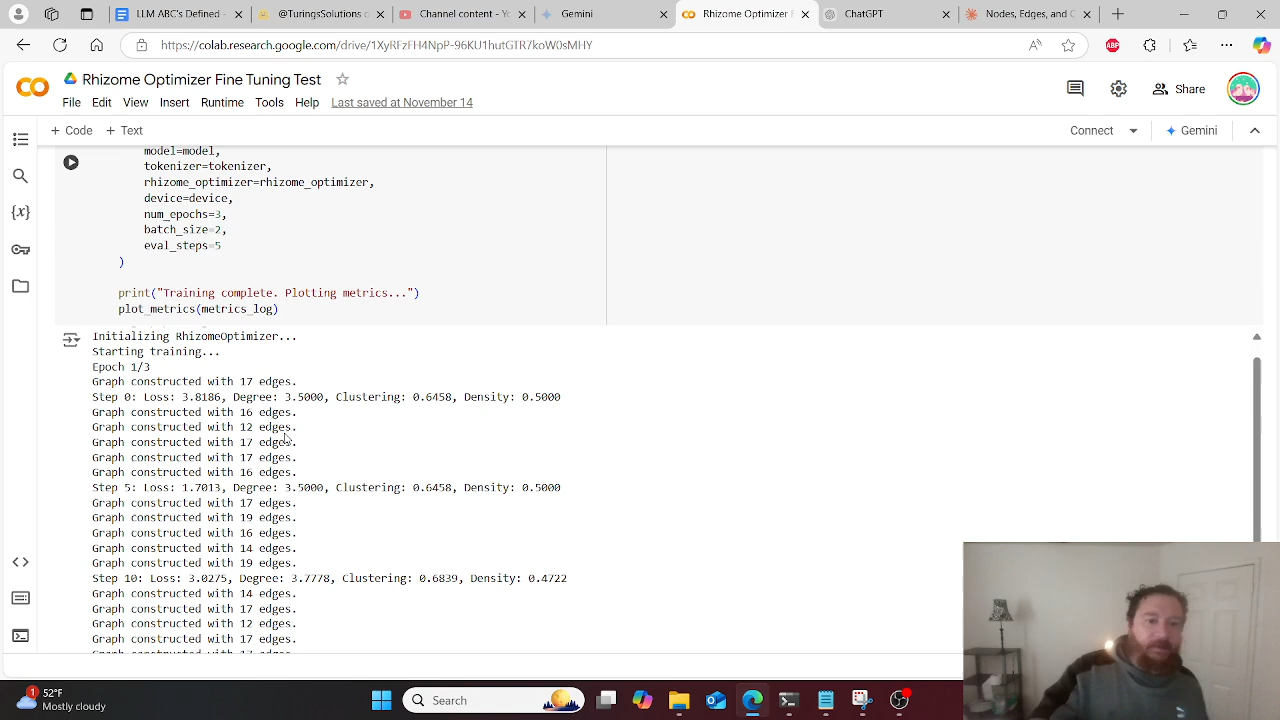 LLM ABC's Defined -
@TuringSolutions c
Channel content - Yo
Gemini
Rhizome Optimizer F
ChatGPT
Nodes, Edges, and C
https://colab.research.google.com/drive/1XyRFzFH4NpP-96KU1hutGTR7koW03MHY
Rhizome Optimizer Fine Tuning Test
File Edit View Insert Runtime Tools Help Last saved at November 14
Share
+ Code + Text
Connect
Gemini
model=model,
tokenizer=tokenizer,
rhizome_optimizer=rhizome_optimizer,
device=device,
num_epochs=3,
batch_size=2,
eval_steps=5
)
print("Training complete. Plotting metrics...")
plot_metrics(metrics_log)
Initializing RhizomeOptimizer...
Starting training...
Epoch 1/3
Graph constructed with 17 edges.
Step 0: Loss: 3.8186, Degree: 3.5000, Clustering: 0.6458, Density: 0.5000
Graph constructed with 16 edges.
Graph constructed with 12 edges.
Graph constructed with 17 edges.
Graph constructed with 17 edges.
Graph constructed with 16 edges.
Step 5: Loss: 1.7013, Degree: 3.5000, Clustering: 0.6458, Density: 0.5000
Graph constructed with 17 edges.
Graph constructed with 19 edges.
Graph constructed with 16 edges.
Graph constructed with 14 edges.
Graph constructed with 19 edges.
Step 10: Loss: 3.0275, Degree: 3.7778, Clustering: 0.6839, Density: 0.4722
Graph constructed with 14 edges.
Graph constructed with 17 edges.
Graph constructed with 12 edges.
Graph constructed with 17 edges.
Graph constructed with 17 edges.
1
52°F
Mostly cloudy
Search